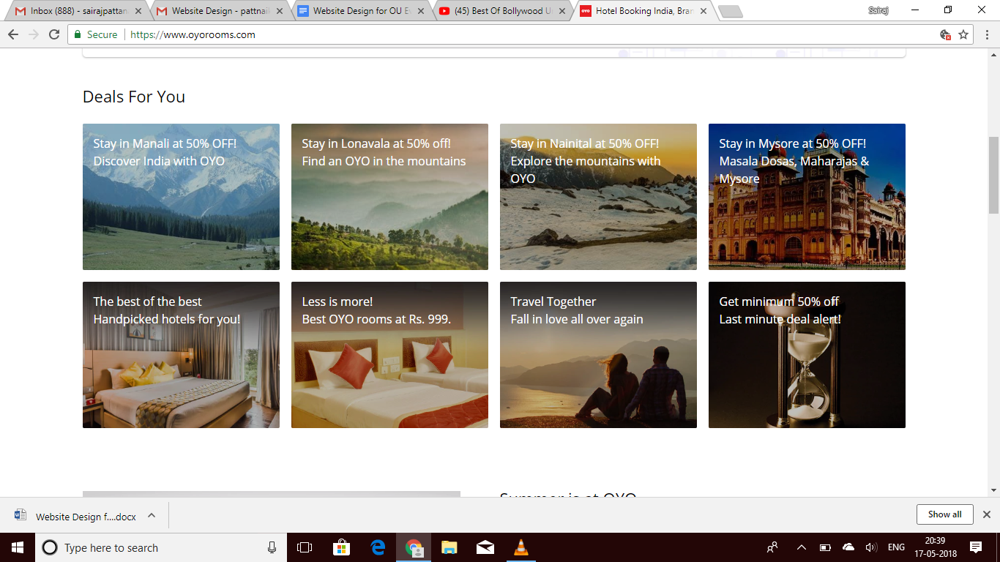 Inbox (888) - sairajpattan
Website Design - pattnaik
Website Design for OU Ev
(45) Best Of Bollywood U
OYO
Hotel Booking India, Bran
Sairaj
Secure
https://www.oyorooms.com
Deals For You
Stay in Manali at 50% OFF!
Discover India with OYO
Stay in Lonavala at 50% off!
Find an OYO in the mountains
Stay in Nainital at 50% OFF!
Explore the mountains with
OYO
Stay in Mysore at 50% OFF!
Masala Dosas, Maharajas &
Mysore
The best of the best
Handpicked hotels for you!
Less is more!
Best OYO rooms at Rs. 999.
Travel Together
Fall in love all over again
Get minimum 50% off
Last minute deal alert!
Summer is at OYO
Website Design f....docx
Show all
Type here to search
ENG
20:39
17-05-2018